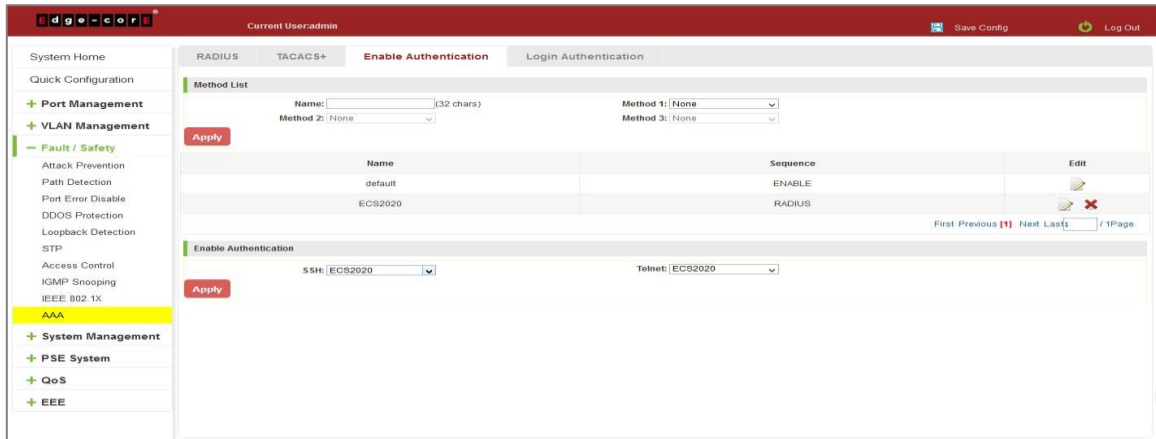 Edge-corE
Current User:admin
Save Config
Log Out
System Home
Quick Configuration
+ Port Management
+ VLAN Management
− Fault / Safety
Attack Prevention
Path Detection
Port Error Disable
DDOS Protection
Loopback Detection
STP
Access Control
IGMP Snooping
IEEE 802.1X
AAA
+ System Management
+ PSE System
+ QoS
+ EEE
RADIUS TACACS+ Enable Authentication Login Authentication
Method List
Name: (32 chars) Method 1: None
Method 2: None Method 3: None
Apply
Name Sequence Edit
default ENABLE
ECS2020 RADIUS
First Previous [1] Next Last 1 / 1Page
Enable Authentication
SSH: ECS2020 Telnet: ECS2020
Apply